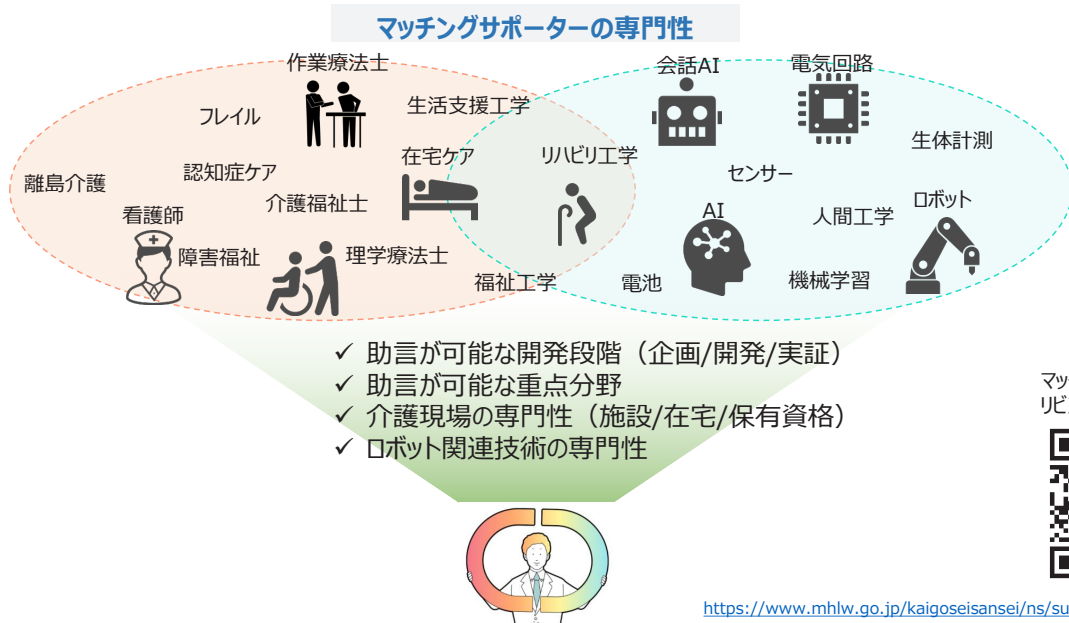 マッチングサポーターの専門性
作業療法士
会話AI
電気回路
フレイル
生活支援工学
生体計測
在宅ケア
リハビリ工学
離島介護
認知症ケア
センサー
介護福祉士
看護師
AI
人間工学
ロボット
障害福祉
理学療法士
福祉工学
電池
機械学習
✓ 助言が可能な開発段階（企画/開発/実証）
✓ 助言が可能な重点分野
✓ 介護現場の専門性（施設/在宅/保有資格）
✓ ロボット関連技術の専門性
マッ
リビ
https://www.mhlw.go.jp/kaigoseisansei/ns/su